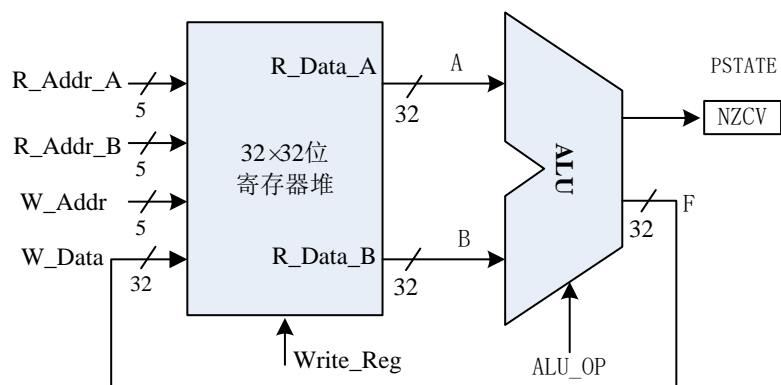 R_Addr_A
5
R_Addr_B
5
W_Addr
5
W_Data
32
32×32位
寄存器堆
R_Data_A
R_Data_B
Write_Reg
A
32
B
32
ALU
ALU_OP
PSTATE
NZCV
F
32